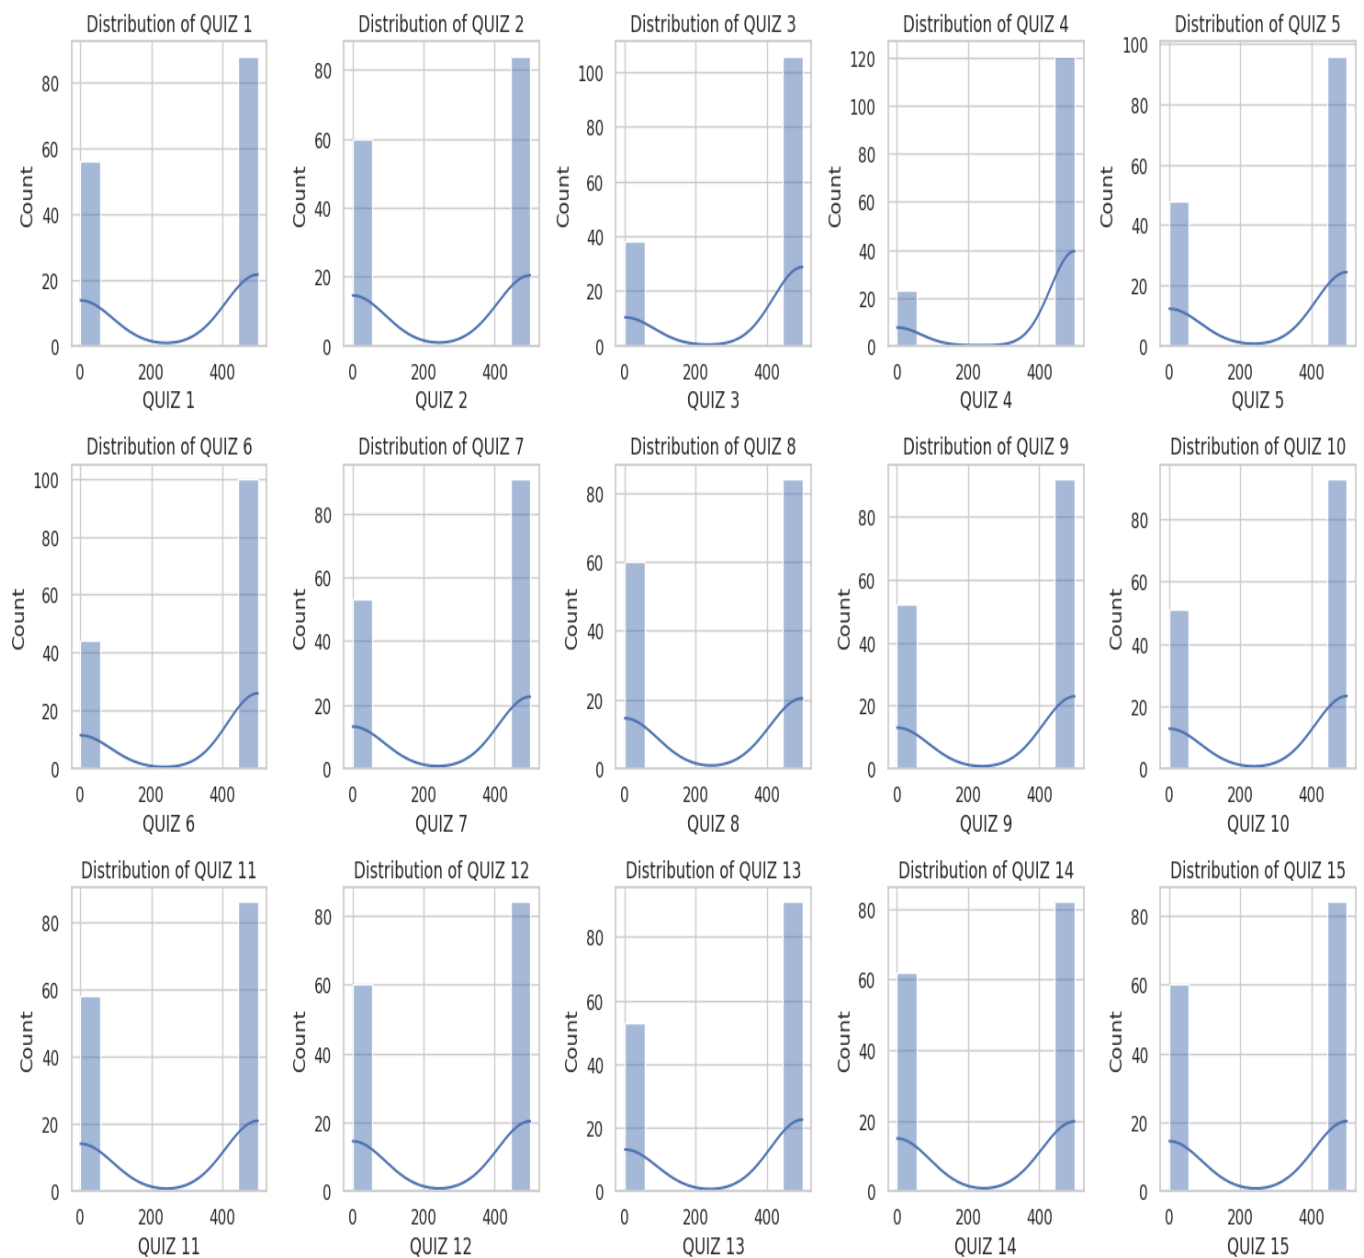 Distribution of QUIZ 1
Count
80
60
40
20
0
0 200 400
QUIZ 1
Distribution of QUIZ 2
Count
80
60
40
20
0
0 200 400
QUIZ 2
Distribution of QUIZ 3
Count
100
80
60
40
20
0
0 200 400
QUIZ 3
Distribution of QUIZ 4
Count
120
100
80
60
40
20
0
0 200 400
QUIZ 4
Distribution of QUIZ 5
Count
100
80
60
40
20
0
0 200 400
QUIZ 5
Distribution of QUIZ 6
Count
100
80
60
40
20
0
0 200 400
QUIZ 6
Distribution of QUIZ 7
Count
80
60
40
20
0
0 200 400
QUIZ 7
Distribution of QUIZ 8
Count
80
60
40
20
0
0 200 400
QUIZ 8
Distribution of QUIZ 9
Count
80
60
40
20
0
0 200 400
QUIZ 9
Distribution of QUIZ 10
Count
80
60
40
20
0
0 200 400
QUIZ 10
Distribution of QUIZ 11
Count
80
60
40
20
0
0 200 400
QUIZ 11
Distribution of QUIZ 12
Count
80
60
40
20
0
0 200 400
QUIZ 12
Distribution of QUIZ 13
Count
80
60
40
20
0
0 200 400
QUIZ 13
Distribution of QUIZ 14
Count
80
60
40
20
0
0 200 400
QUIZ 14
Distribution of QUIZ 15
Count
80
60
40
20
0
0 200 400
QUIZ 15